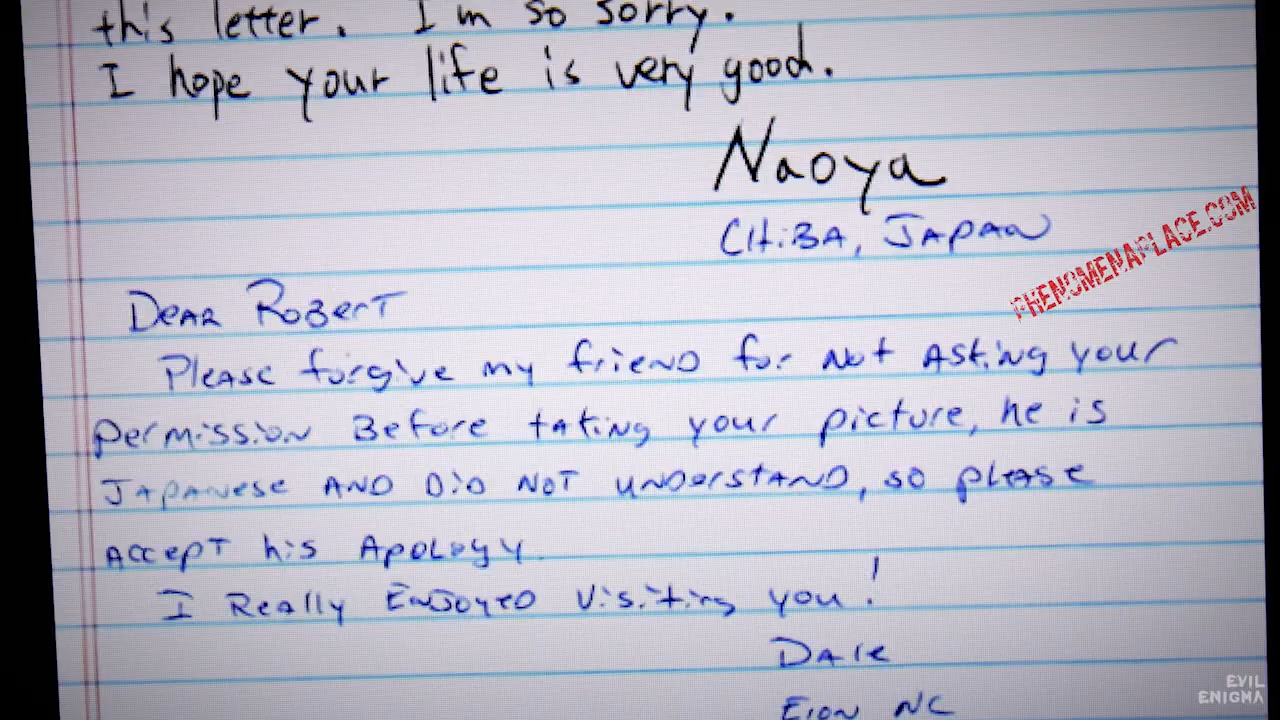 this letter. I'm so sorry.
I hope your life is very good.
Naoya
CHiBA, JAPAN
PHENOMENAPLACE.COM
DEAR ROBERT
PLEASE forgive my friEND for NOT ASKING your
PERMISSION BEFORE TAKING your picture, he is
JAPANESE AND DiD NOT UNDERSTAND, so pLEASE
ACCEPT his APOLOGY.
I REALLY ENJOYED VisiTiNg you!
DALE
NC
EVIL
ENIGMA